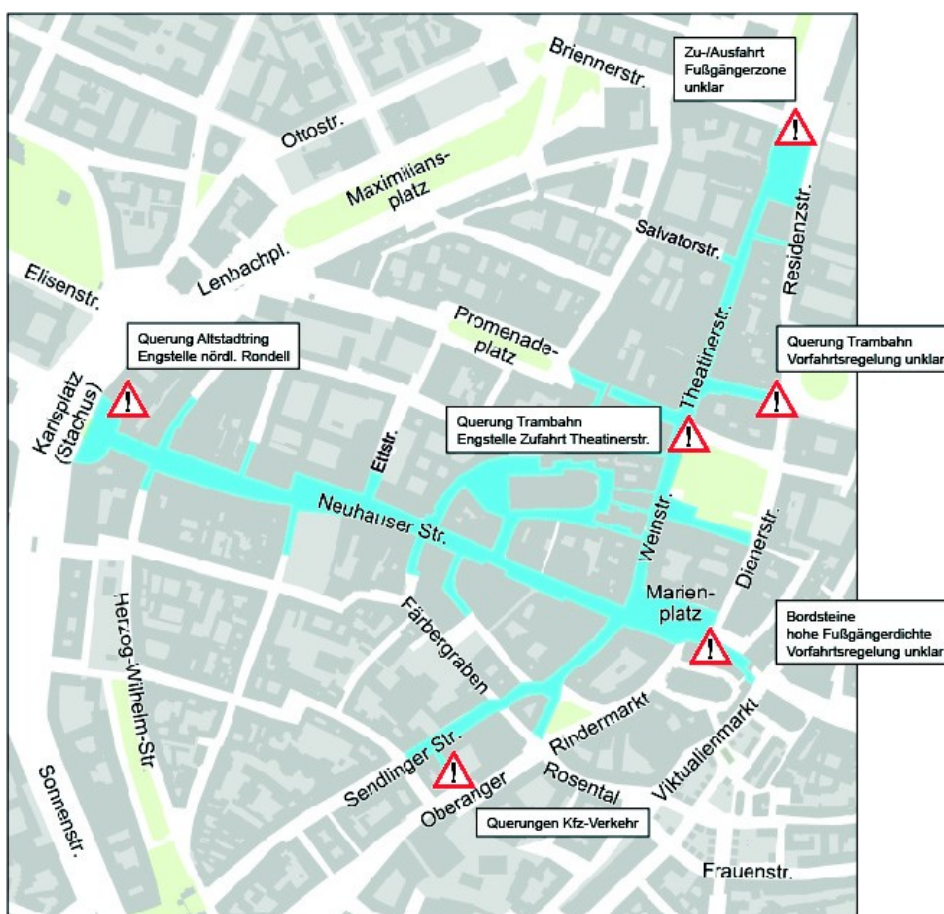 Zu-/Ausfahrt
Fußgängerzone
unklar
Briennerstr.
Ottostr.
Maximilians-
platz
Salvatorstr.
Residenzstr.
Lenbachpl.
Elisenstr.
Promenade-
platz
Theatinerstr.
Querung Altstadtring
Engstelle nördl. Rondell
Querung Trambahn
Vorfahrtsregelung unklar
Karlsplatz
(Stachus)
Querung Trambahn
Engstelle Zufahrt Theatinerstr.
Ettstr.
Neuhauser Str.
Weinstr.
Dienerstr.
Marien-
platz
Bordsteine
hohe Fußgängerdichte
Vorfahrtsregelung unklar
Herzog-Wilhelm-Str.
Färbergraben
Sendlinger Str.
Rindermarkt
Viktualienmarkt
Oberanger
Rosental
Sonnenstr.
Querungen Kfz-Verkehr
Frauenstr.